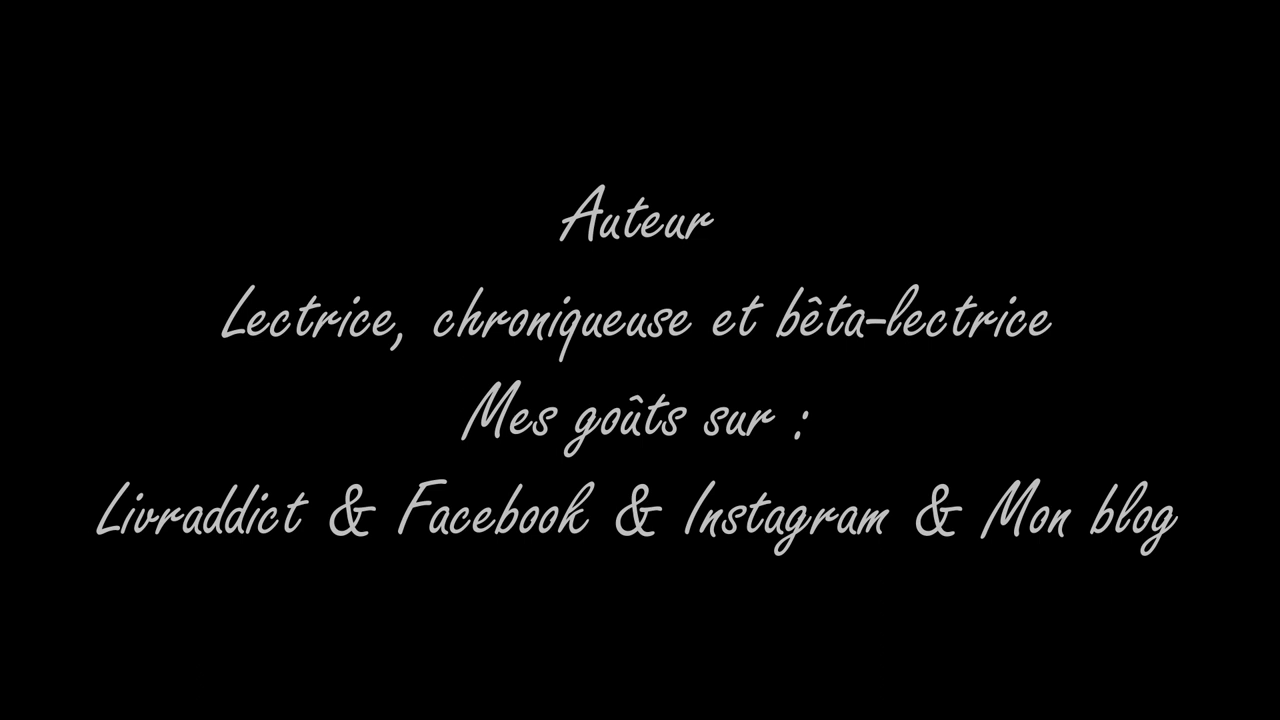 Auteur
Lectrice, chroniqueuse et bêta-lectrice
Mes goûts sur :
Livraddict & Facebook & Instagram & Mon blog